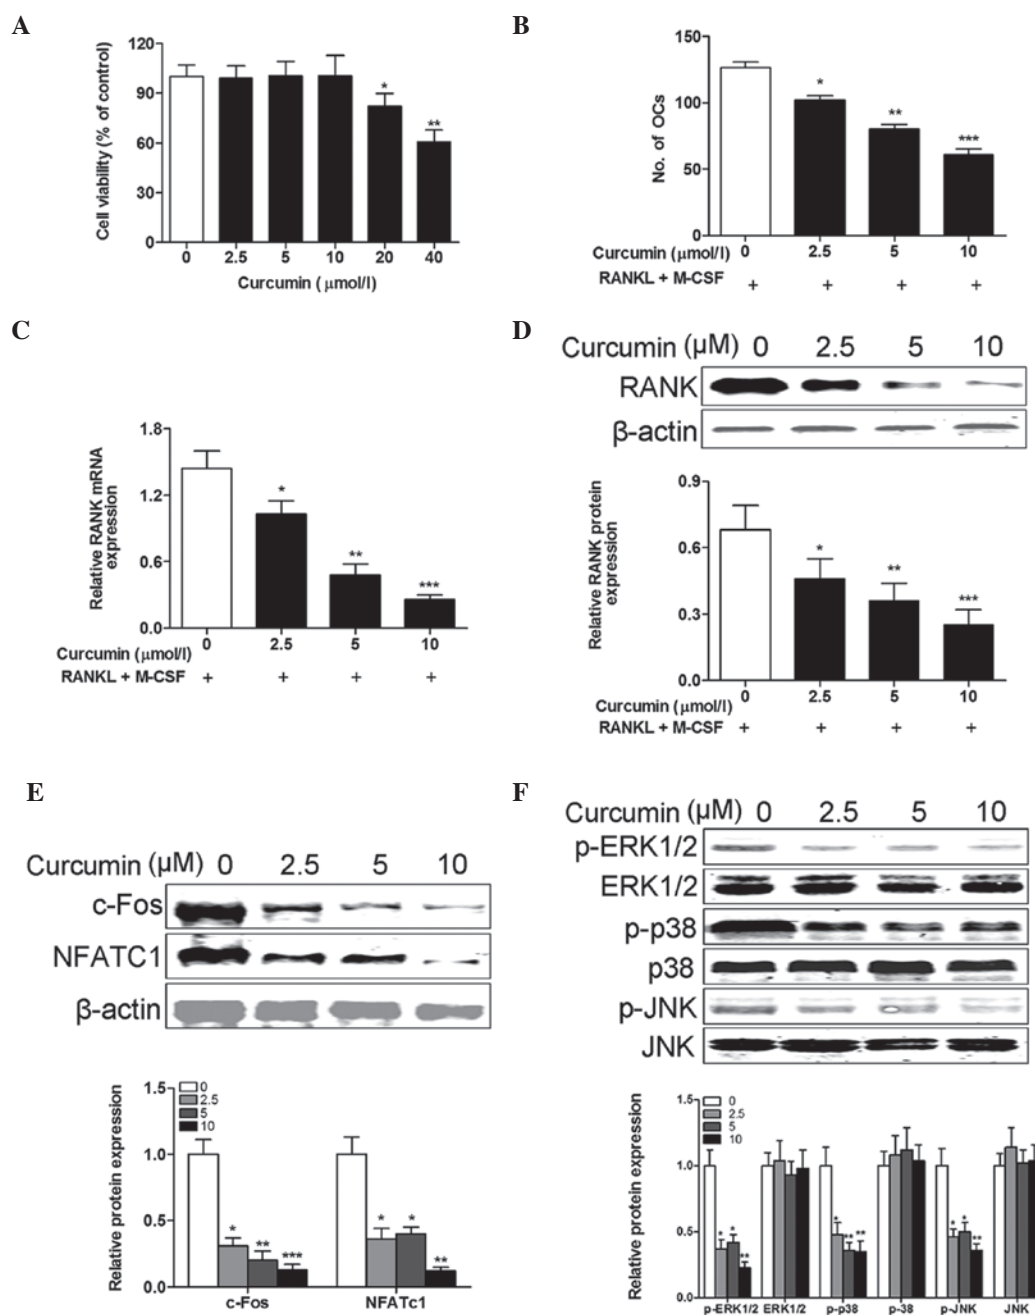 A
Cell viability (% of control)
120
90
60
30
0
*
**
0 2.5 5 10 20 40
Curcumin ( μmol/l)
B
No. of OCs
150
100
50
0
*
**
***
Curcumin (μmol/l) 0 2.5 5 10
RANKL + M-CSF + + + +
C
Relative RANK mRNA
expression
1.8
1.2
0.6
0.0
*
**
***
0 2.5 5 10
Curcumin (μmol/l)
RANKL + M-CSF + + + +
D
Curcumin (μM) 0 2.5 5 10
RANK
β-actin
Relative RANK protein
expression
0.9
0.6
0.3
0.0
*
**
***
0 2.5 5 10
Curcumin (μmol/l)
RANKL + M-CSF + + + +
E
Curcumin (μM) 0 2.5 5 10
c-Fos
NFATC1
β-actin
Relative protein expression
1.5
1.0
0.5
0.0
0
2.5
5
10
* ** *** * * **
c-Fos NFATc1
F
Curcumin (μM) 0 2.5 5 10
p-ERK1/2
ERK1/2
p-p38
p38
p-JNK
JNK
Relative protein expression
1.5
1.0
0.5
0.0
0
2.5
5
10
* * ** * ** ** * * **
p-ERK1/2 ERK1/2 p-p38 p-38 p-JNK JNK